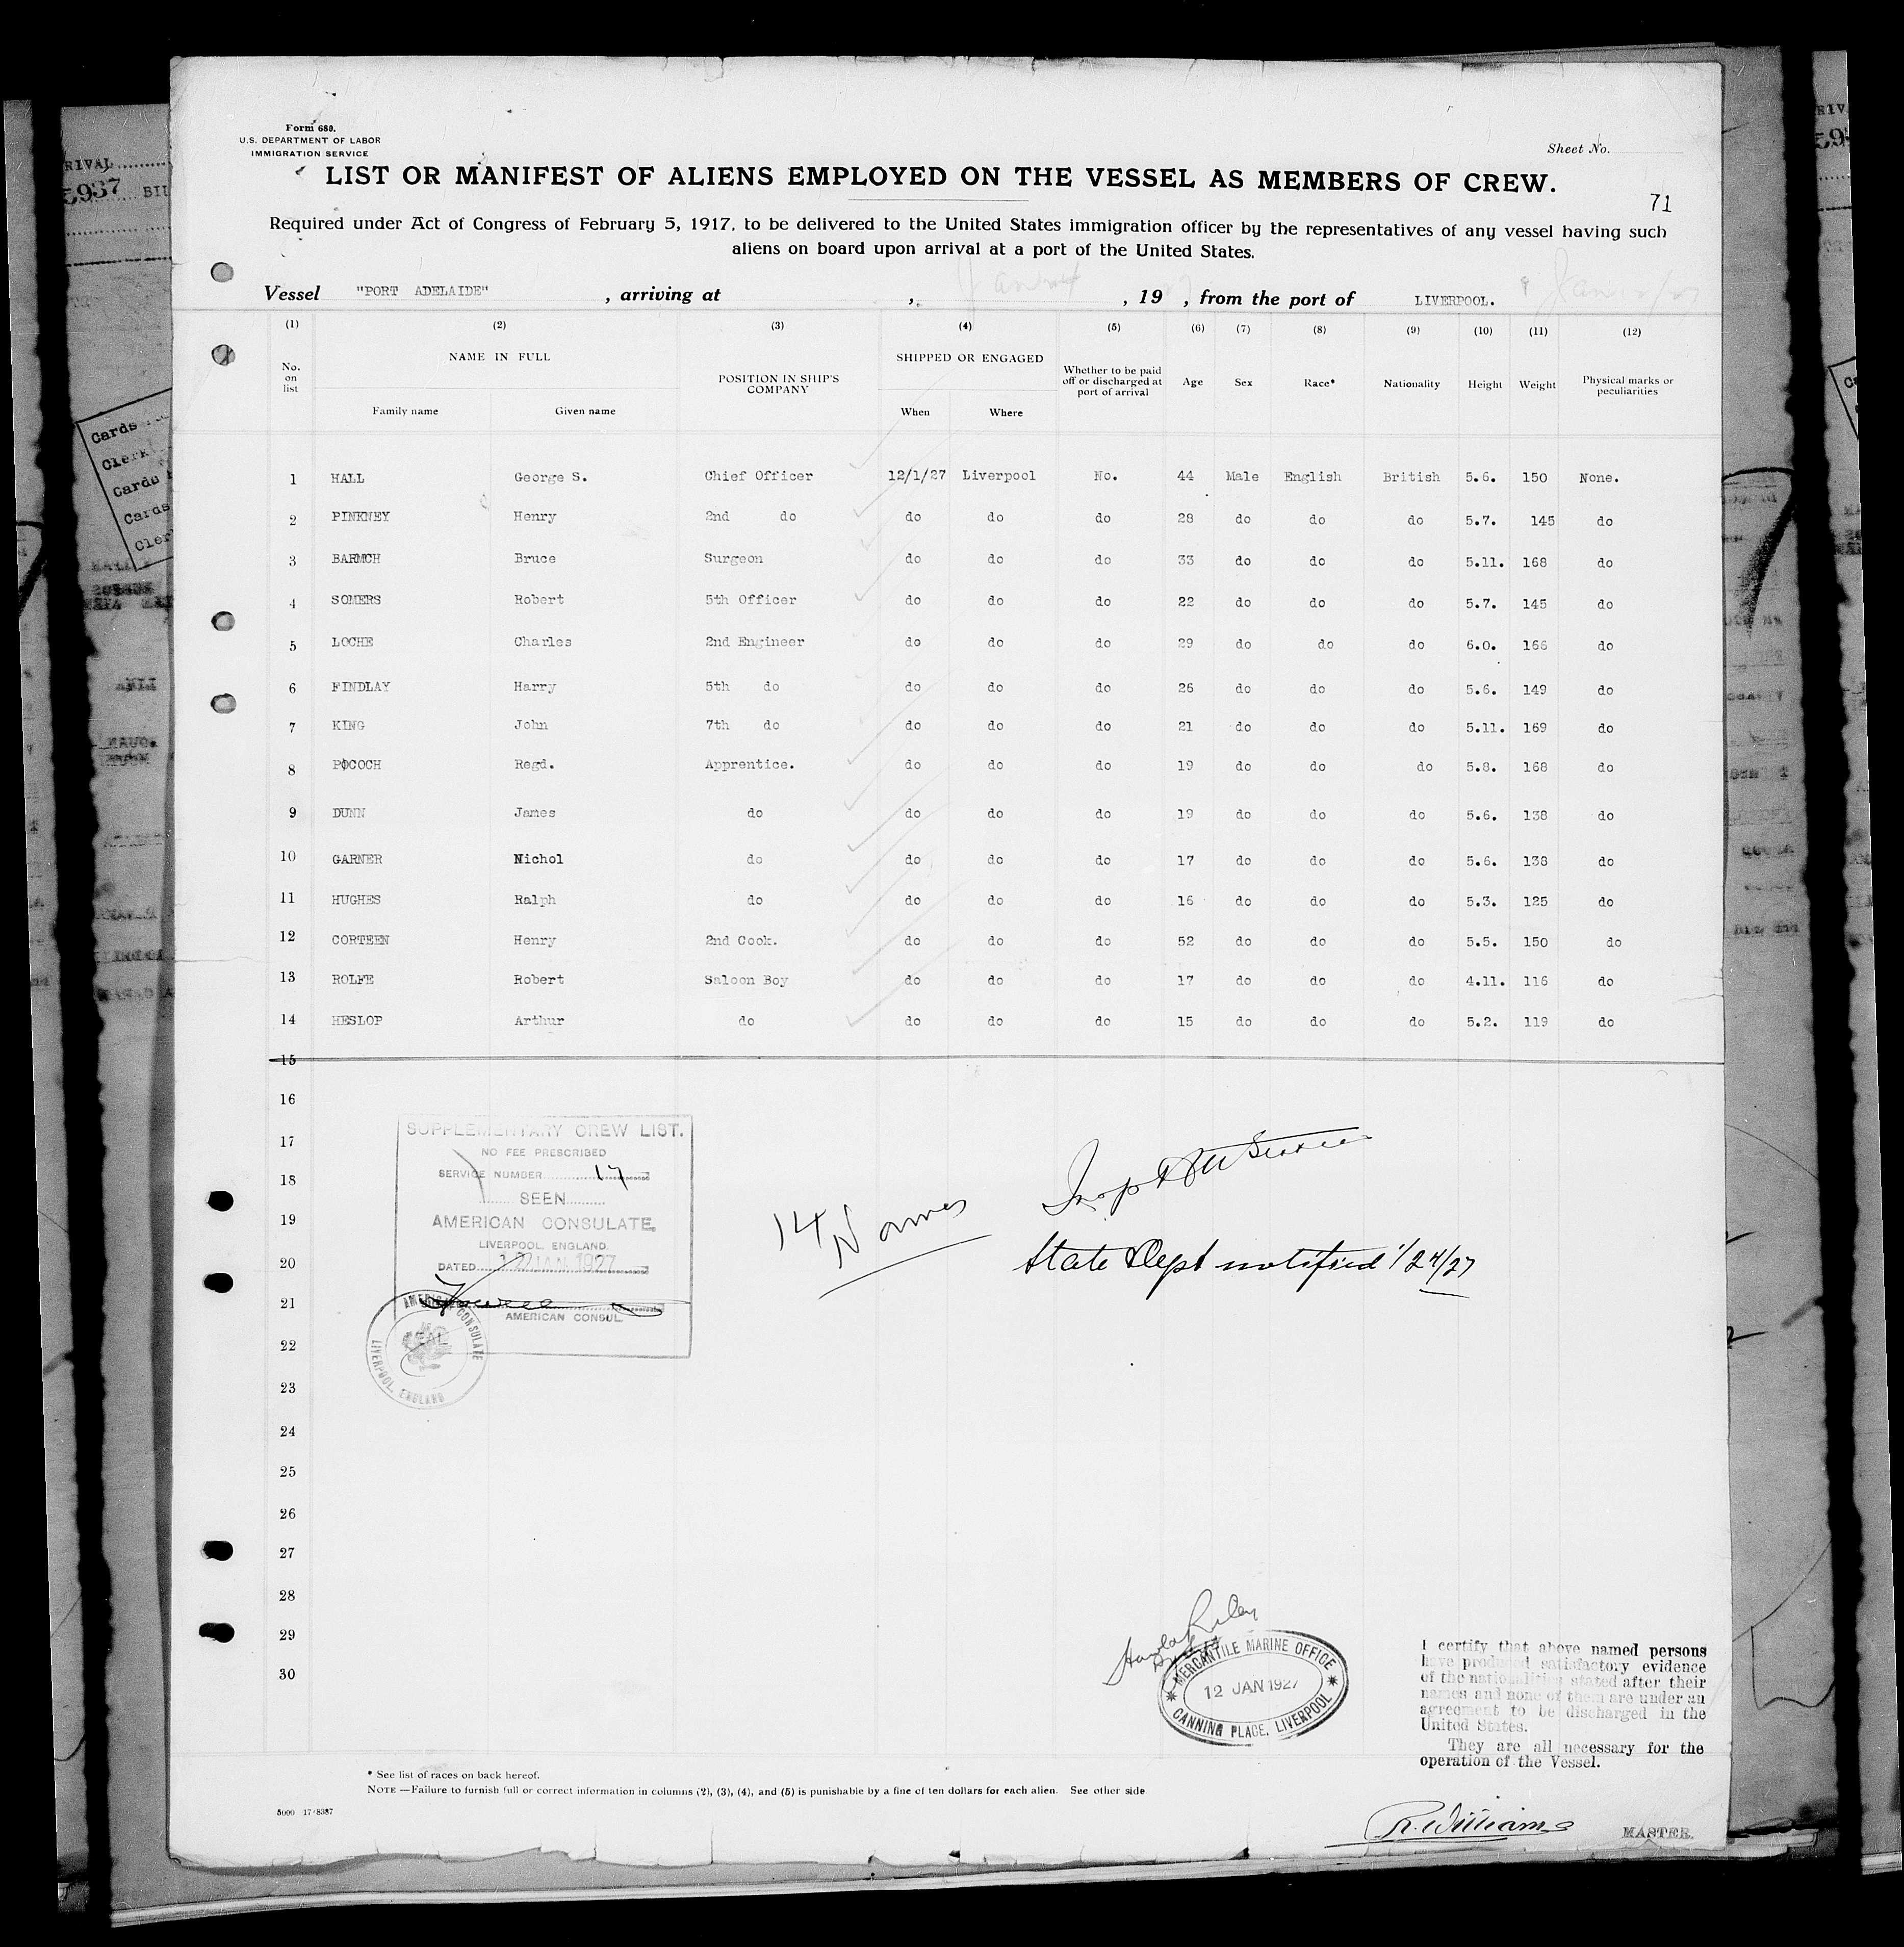 Form 680.
U.S. DEPARTMENT OF LABOR
IMMIGRATION SERVICE
Sheet No.
LIST OR MANIFEST OF ALIENS EMPLOYED ON THE VESSEL AS MEMBERS OF CREW.
71
Required under Act of Congress of February 5, 1917, to be delivered to the United States immigration officer by the representatives of any vessel having such
aliens on board upon arrival at a port of the United States.
Vessel "PORT ADELAIDE" , arriving at , , 19 , from the port of LIVERPOOL.
(1) (2) (3) (4) (5) (6) (7) (8) (9) (10) (11) (12)
No. on list NAME IN FULL POSITION IN SHIP'S COMPANY SHIPPED OR ENGAGED Whether to be paid off or discharged at port of arrival Age Sex Race* Nationality Height Weight Physical marks or peculiarities
Family name Given name When Where
1 HALL George S. Chief Officer 12/1/27 Liverpool No. 44 Male English British 5.6. 150 None.
2 PINKNEY Henry 2nd do do do do 28 do do do 5.7. 145 do
3 BARMCH Bruce Surgeon do do do 33 do do do 5.11. 168 do
4 SOMERS Robert 5th Officer do do do 22 do do do 5.7. 145 do
5 LOCHE Charles 2nd Engineer do do do 29 do do do 6.0. 166 do
6 FINDLAY Harry 5th do do do do 26 do do do 5.6. 149 do
7 KING John 7th do do do do 21 do do do 5.11. 169 do
8 POCOCH Regd. Apprentice. do do do 19 do do do 5.8. 168 do
9 DUNN James do do do do 19 do do do 5.6. 138 do
10 GARNER Nichol do do do do 17 do do do 5.6. 138 do
11 HUGHES Ralph do do do do 16 do do do 5.3. 125 do
12 CORTEEN Henry 2nd Cook. do do do 52 do do do 5.5. 150 do
13 ROLFE Robert Saloon Boy do do do 17 do do do 4.11. 116 do
14 HESLOP Arthur do do do do 15 do do do 5.2. 119 do
15
16
17
18
19
20
21
22
23
24
25
26
27
28
29
30
SUPPLEMENTARY CREW LIST.
NO FEE PRESCRIBED
SERVICE NUMBER 17
SEEN
AMERICAN CONSULATE,
LIVERPOOL, ENGLAND.
DATED 12 JAN 1927
AMERICAN CONSUL.
AMERICAN CONSULATE
SEAL
LIVERPOOL, ENGLAND
14 Names
State Dept notified 1/24/27
MERCANTILE MARINE OFFICE
12 JAN 1927
CANNING PLACE, LIVERPOOL
I certify that above named persons
have produced satisfactory evidence
of the nationalities stated after their
names and none of them are under an
agreement to be discharged in the
United States.
They are all necessary for the
operation of the Vessel.
* See list of races on back hereof.
NOTE —Failure to furnish full or correct information in columns (2), (3), (4), and (5) is punishable by a fine of ten dollars for each alien. See other side
R. Williams
MASTER.